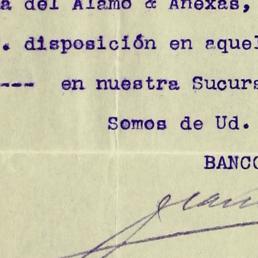 a del Alamo & Anexas,
. disposición en aquel
--- en nuestra Sucurs
Somos de Ud.
BANCO